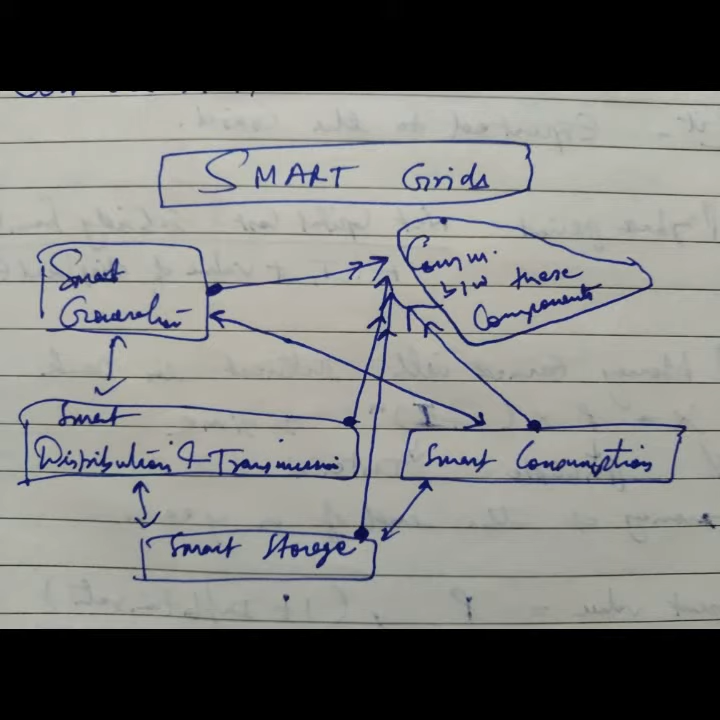 SMART Grids
Smart
Generation
Comm.
b/w these
Components
Smart
Distribution & Transmission
Smart Consumption
Smart Storage